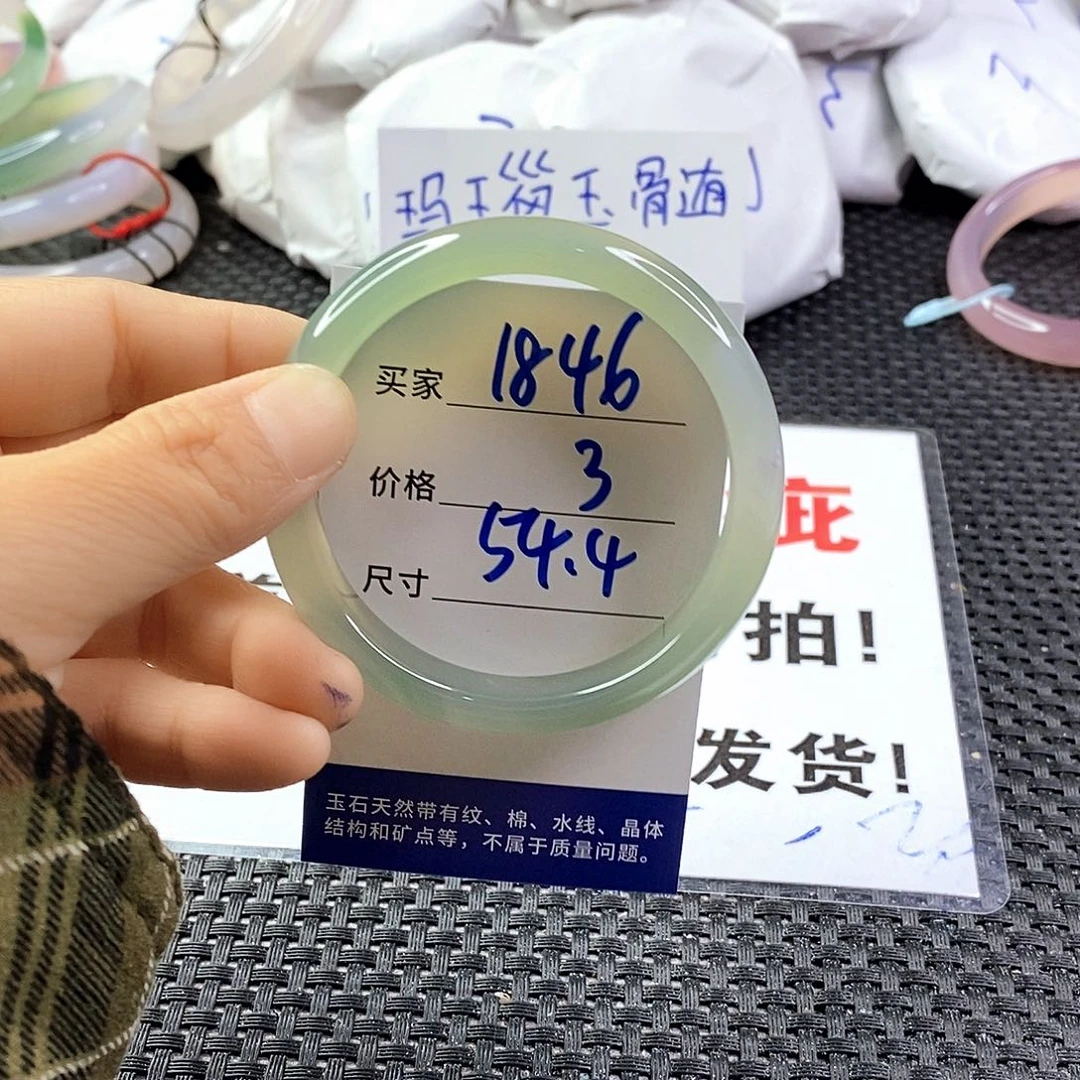 玛瑙玉髓
买家 1846
价格 3
尺寸 54.4
疵
拍!
发货!
玉石天然带有纹、棉、水线、晶体
结构和矿点等，不属于质量问题。